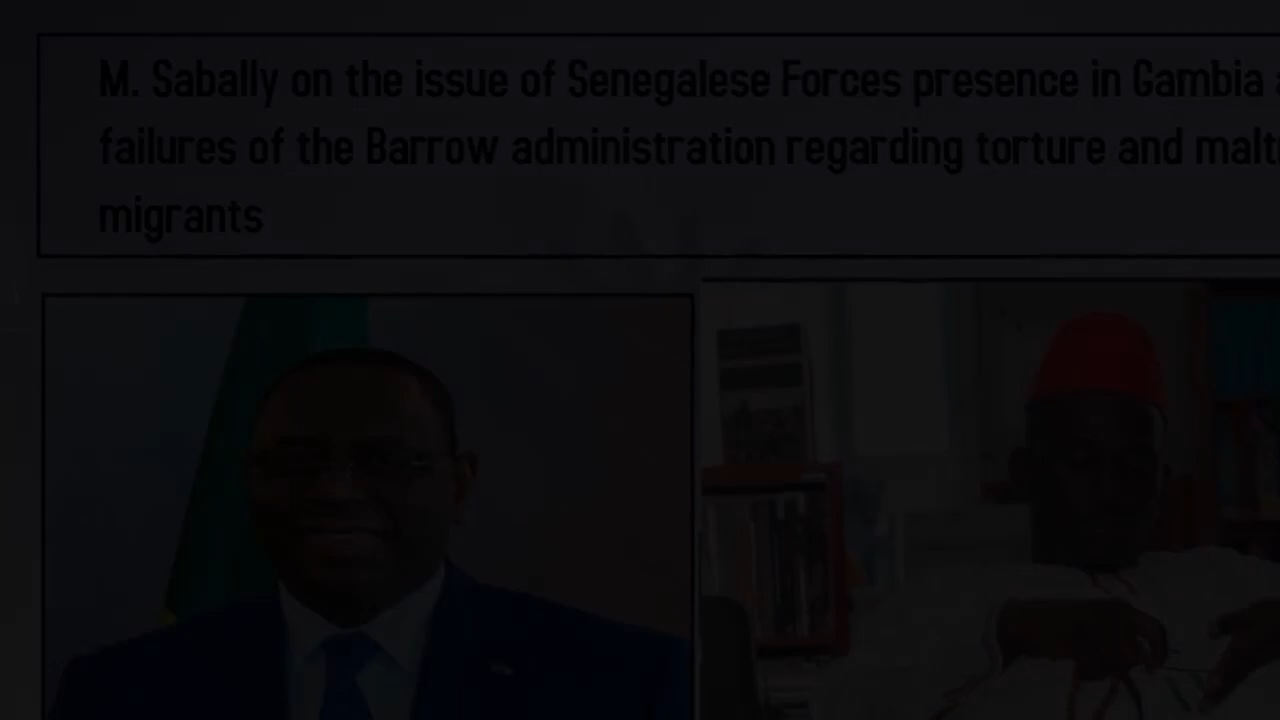 M. Sabally on the issue of Senegalese Forces presence in Gambia
failures of the Barrow administration regarding torture and malt
migrants